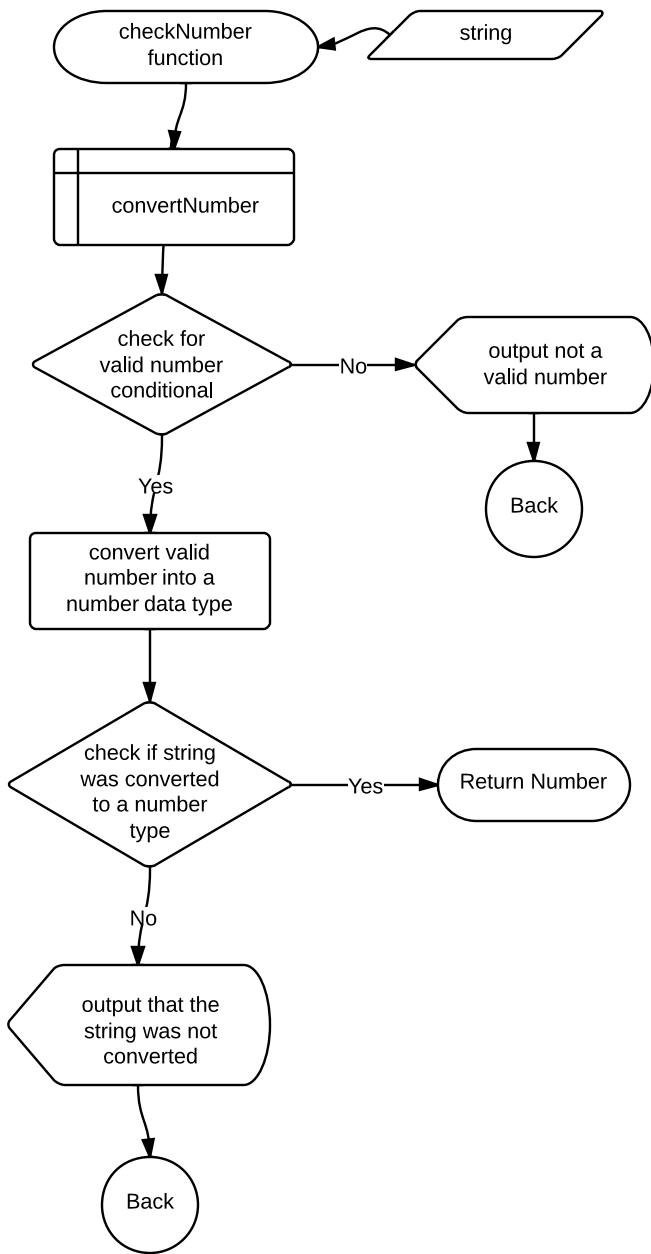 checkNumber
function
string
convertNumber
check for
valid number
conditional
No
output not a
valid number
Back
Yes
convert valid
number into a
number data type
check if string
was converted
to a number
type
Yes
Return Number
No
output that the
string was not
converted
Back